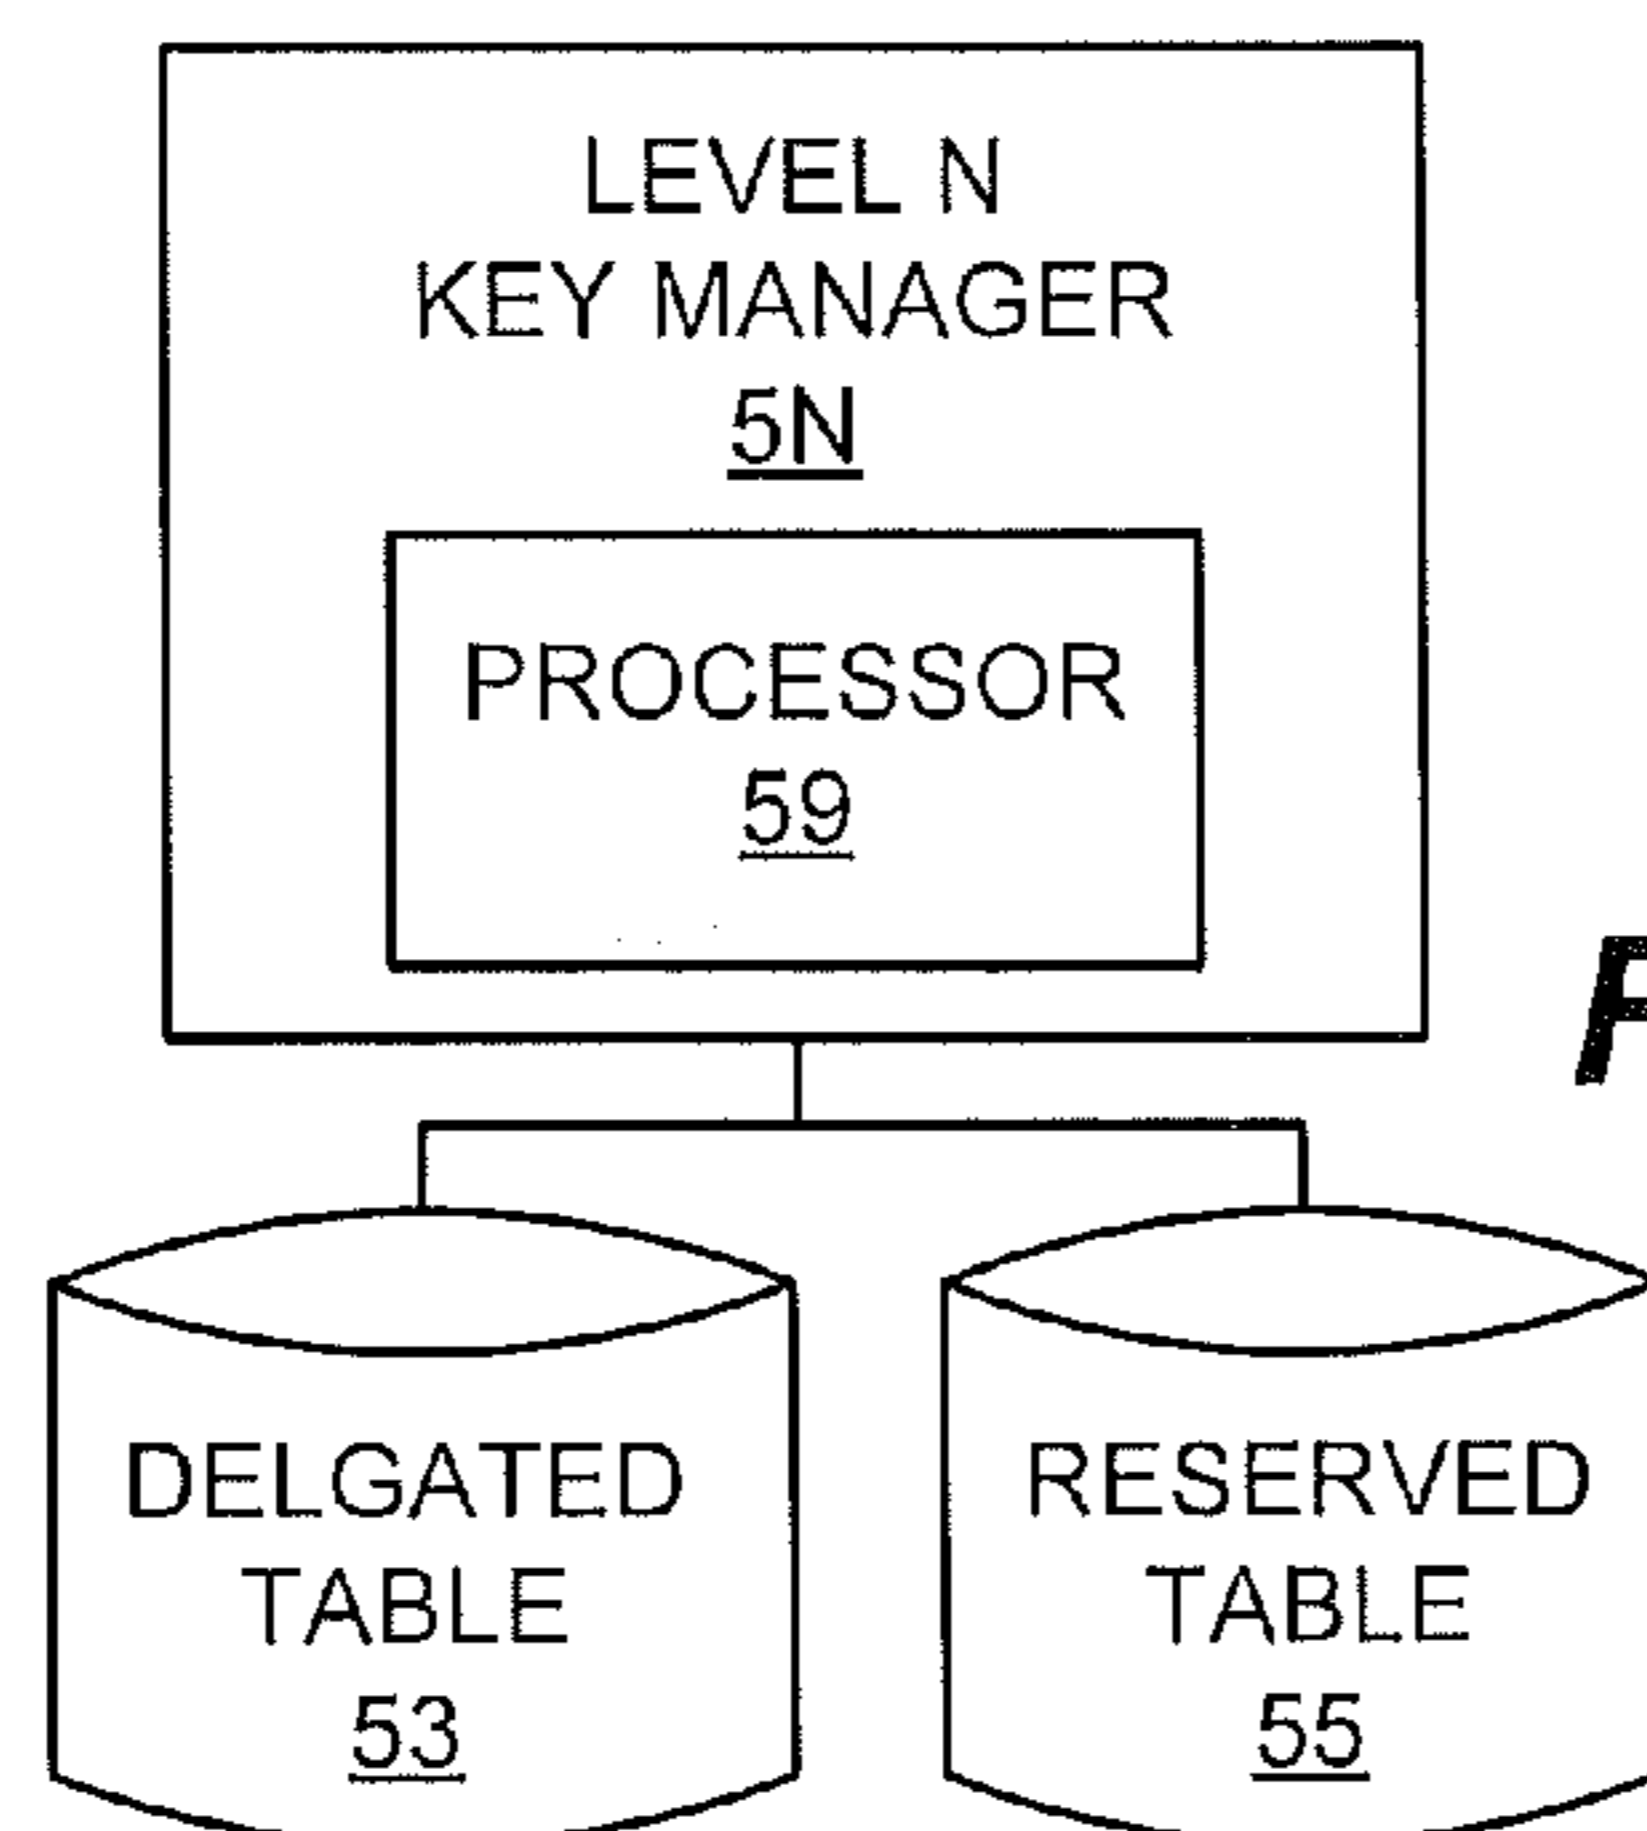 LEVEL N
KEY MANAGER
5N
PROCESSOR
59
DELGATED
TABLE
53
RESERVED
TABLE
55